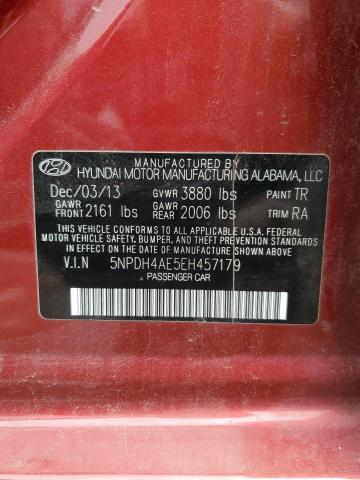 MANUFACTURED BY
HYUNDAI MOTOR MANUFACTURING ALABAMA, LLC
Dec/03/13 GVWR 3880 lbs PAINT TR
GAWR FRONT 2161 lbs GAWR REAR 2006 lbs TRIM RA
THIS VEHICLE CONFORMS TO ALL APPLICABLE U.S.A FEDERAL
MOTOR VEHICLE SAFETY, BUMPER, AND THEFT PREVENTION
STANDARDS IN EFFECT ON THE DATE OF MANUFACTURE SHOWN ABOVE.
V.I.N 5NPDH4AE5EH457179
PASSENGER CAR